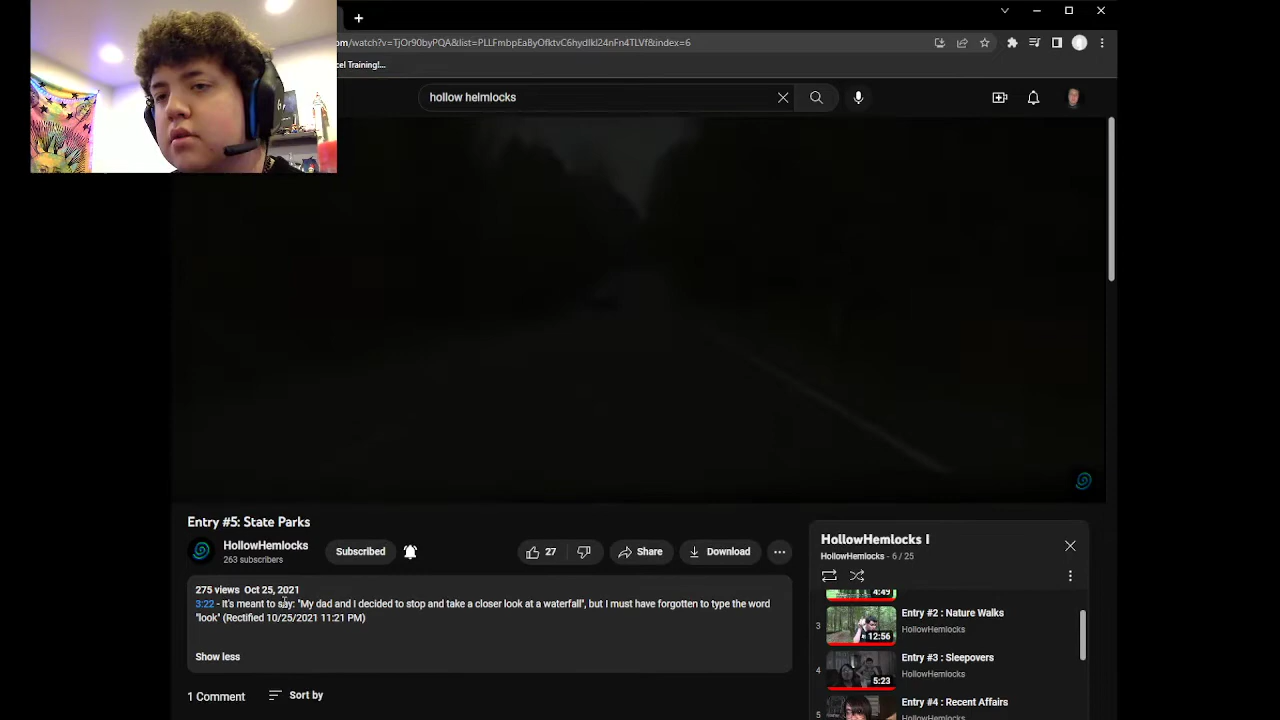 om/watch?v=TjOr90byPQA&list=PLLFmbpEaByOfktvC6hydIkl24nFn4TLVf&index=6
cel Training!...
hollow helmlocks
Entry #5: State Parks
HollowHemlocks
263 subscribers
Subscribed
27
Share
Download
275 views Oct 25, 2021
3:22 - It's meant to say: "My dad and I decided to stop and take a closer look at a waterfall", but I must have forgotten to type the word
"look" (Rectified 10/25/2021 11:21 PM)
Show less
1 Comment
Sort by
HollowHemlocks I
HollowHemlocks - 6 / 25
4:49
3
12:56
Entry #2 : Nature Walks
HollowHemlocks
4
5:23
Entry #3 : Sleepovers
HollowHemlocks
5
Entry #4 : Recent Affairs
HollowHemlocks